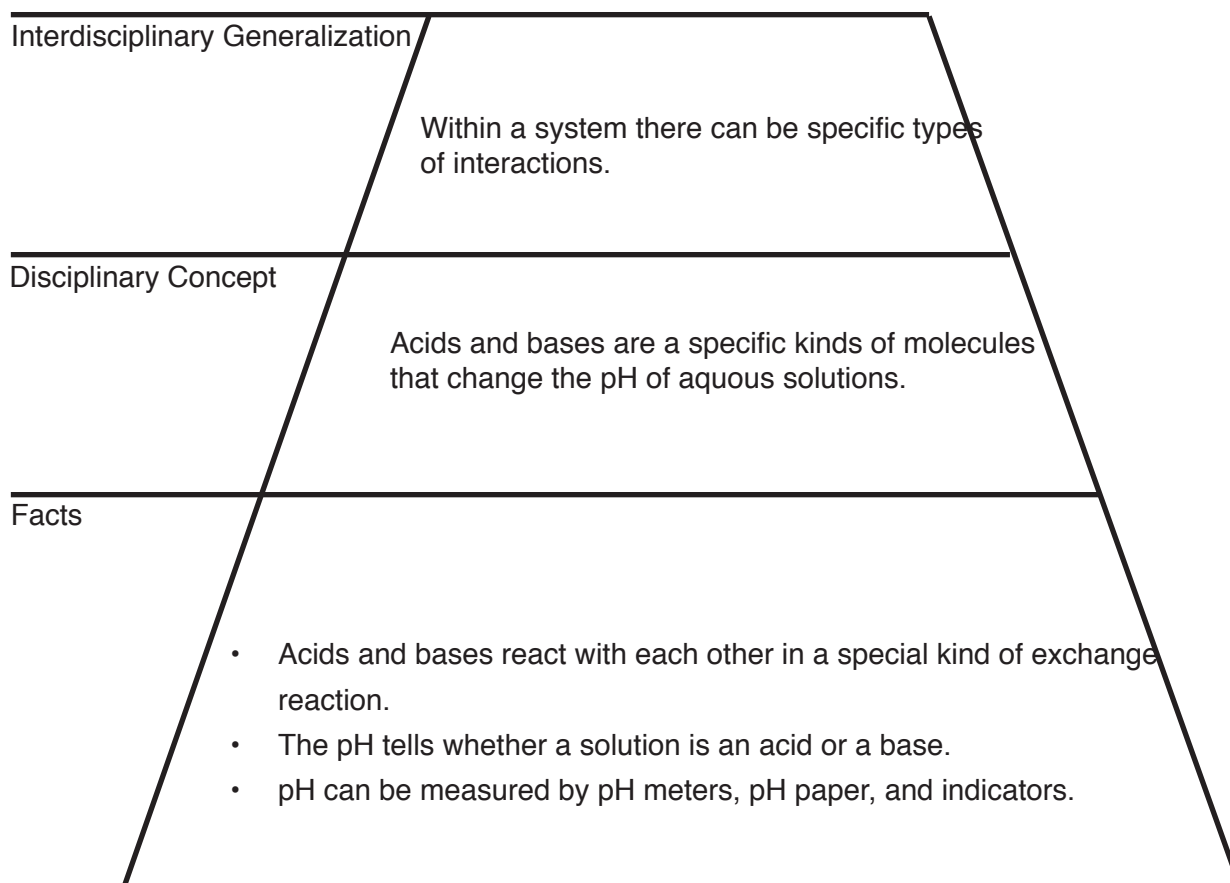 Interdisciplinary Generalization
Within a system there can be specific types
of interactions.
Disciplinary Concept
Acids and bases are a specific kinds of molecules
that change the pH of aquous solutions.
Facts
• Acids and bases react with each other in a special kind of exchange
reaction.
• The pH tells whether a solution is an acid or a base.
• pH can be measured by pH meters, pH paper, and indicators.